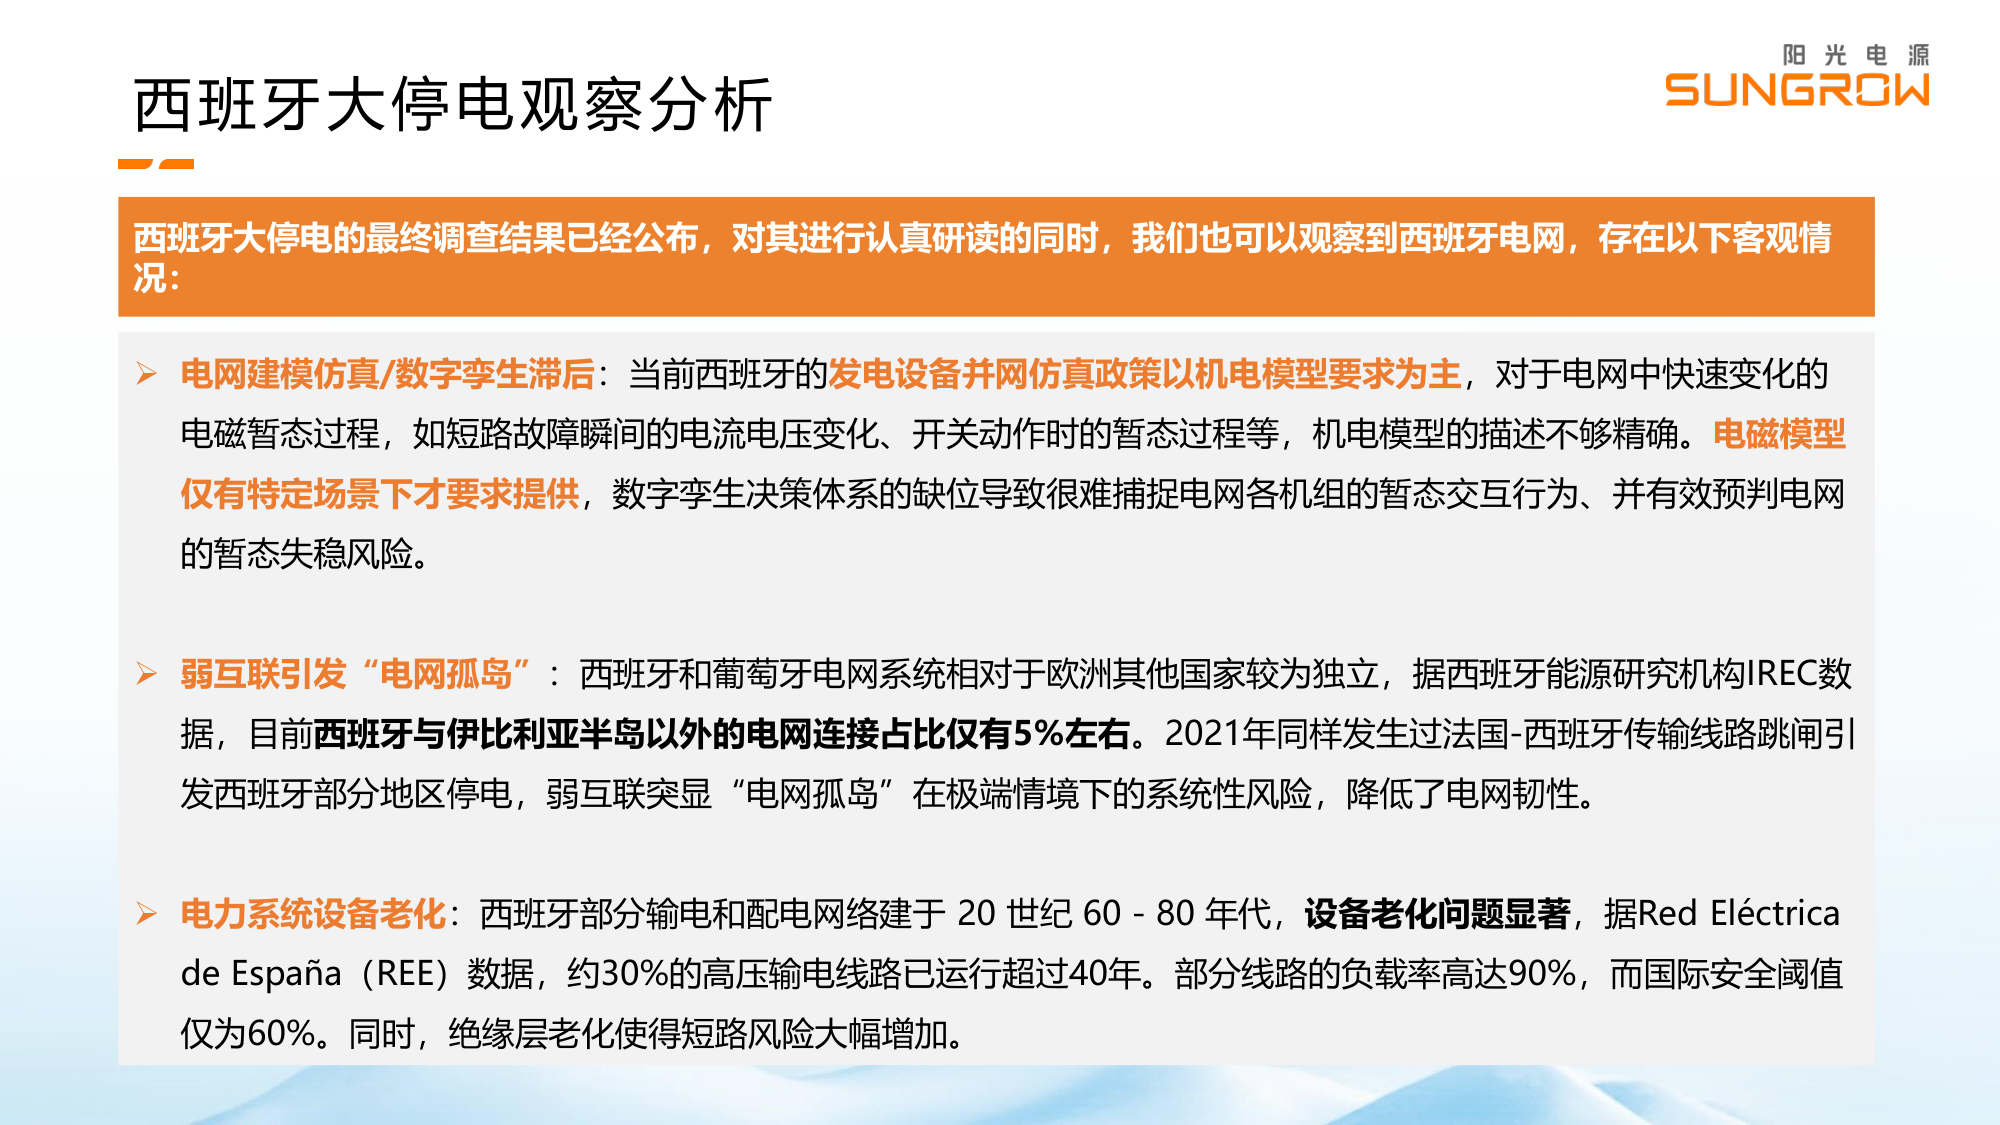 阳光电源
SUNGROW
西班牙大停电观察分析
西班牙大停电的最终调查结果已经公布，对其进行认真研读的同时，我们也可以观察到西班牙电网，存在以下客观情
况：
➢ 电网建模仿真/数字孪生滞后：当前西班牙的发电设备并网仿真政策以机电模型要求为主，对于电网中快速变化的
电磁暂态过程，如短路故障瞬间的电流电压变化、开关动作时的暂态过程等，机电模型的描述不够精确。电磁模型
仅有特定场景下才要求提供，数字孪生决策体系的缺位导致很难捕捉电网各机组的暂态交互行为、并有效预判电网
的暂态失稳风险。
➢ 弱互联引发“电网孤岛”：西班牙和葡萄牙电网系统相对于欧洲其他国家较为独立，据西班牙能源研究机构IREC数
据，目前西班牙与伊比利亚半岛以外的电网连接占比仅有5%左右。2021年同样发生过法国-西班牙传输线路跳闸引
发西班牙部分地区停电，弱互联突显“电网孤岛”在极端情境下的系统性风险，降低了电网韧性。
➢ 电力系统设备老化：西班牙部分输电和配电网络建于 20 世纪 60 - 80 年代，设备老化问题显著，据Red Eléctrica
de España（REE）数据，约30%的高压输电线路已运行超过40年。部分线路的负载率高达90%，而国际安全阈值
仅为60%。同时，绝缘层老化使得短路风险大幅增加。